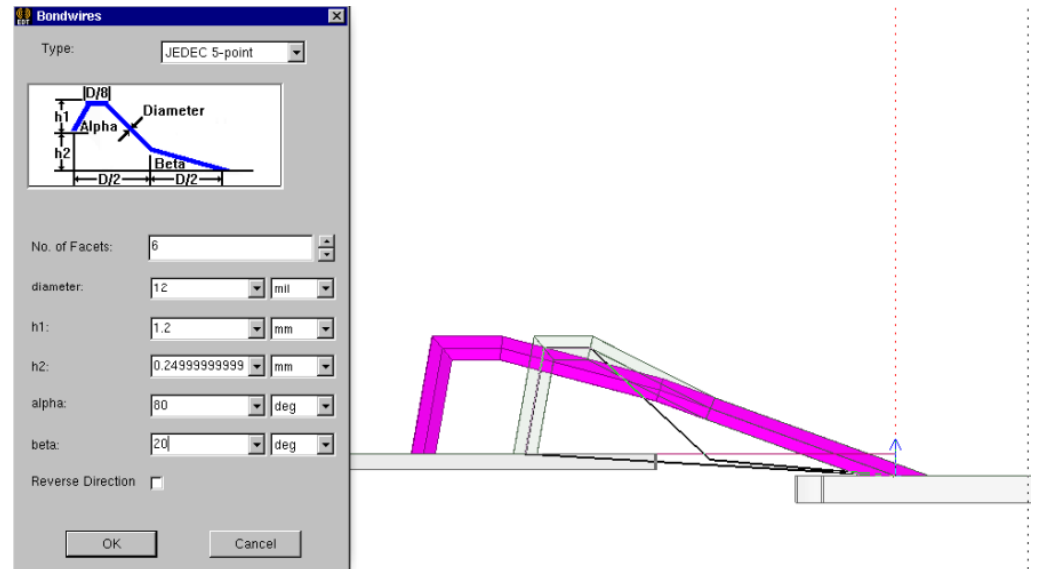 EDT Bondwires
Type: JEDEC 5-point
D/8
h1
Alpha
Diameter
h2
Beta
D/2 D/2
No. of Facets: 6
diameter: 12 mil
h1: 1.2 mm
h2: 0.24999999999 mm
alpha: 80 deg
beta: 20 deg
Reverse Direction
OK Cancel